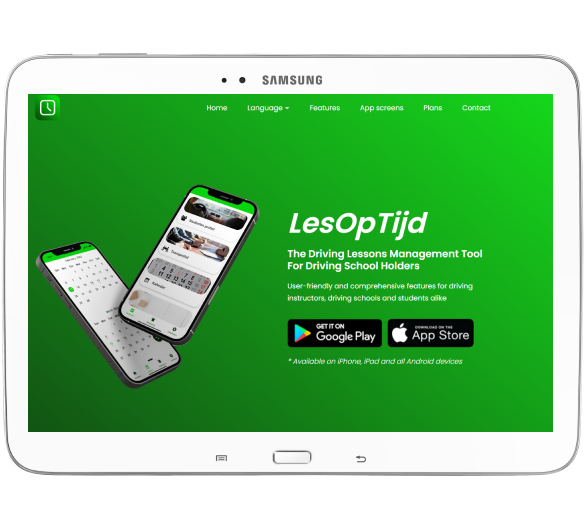 SAMSUNG
Home Language Features App screens Plans Contact
LesOpTijd
The Driving Lessons Management Tool
For Driving School Holders
User-friendly and comprehensive features for driving
instructors, driving schools and students alike
GET IT ON
Google Play
DOWNLOAD ON THE
App Store
* Available on iPhone, iPad and all Android devices
Kalender